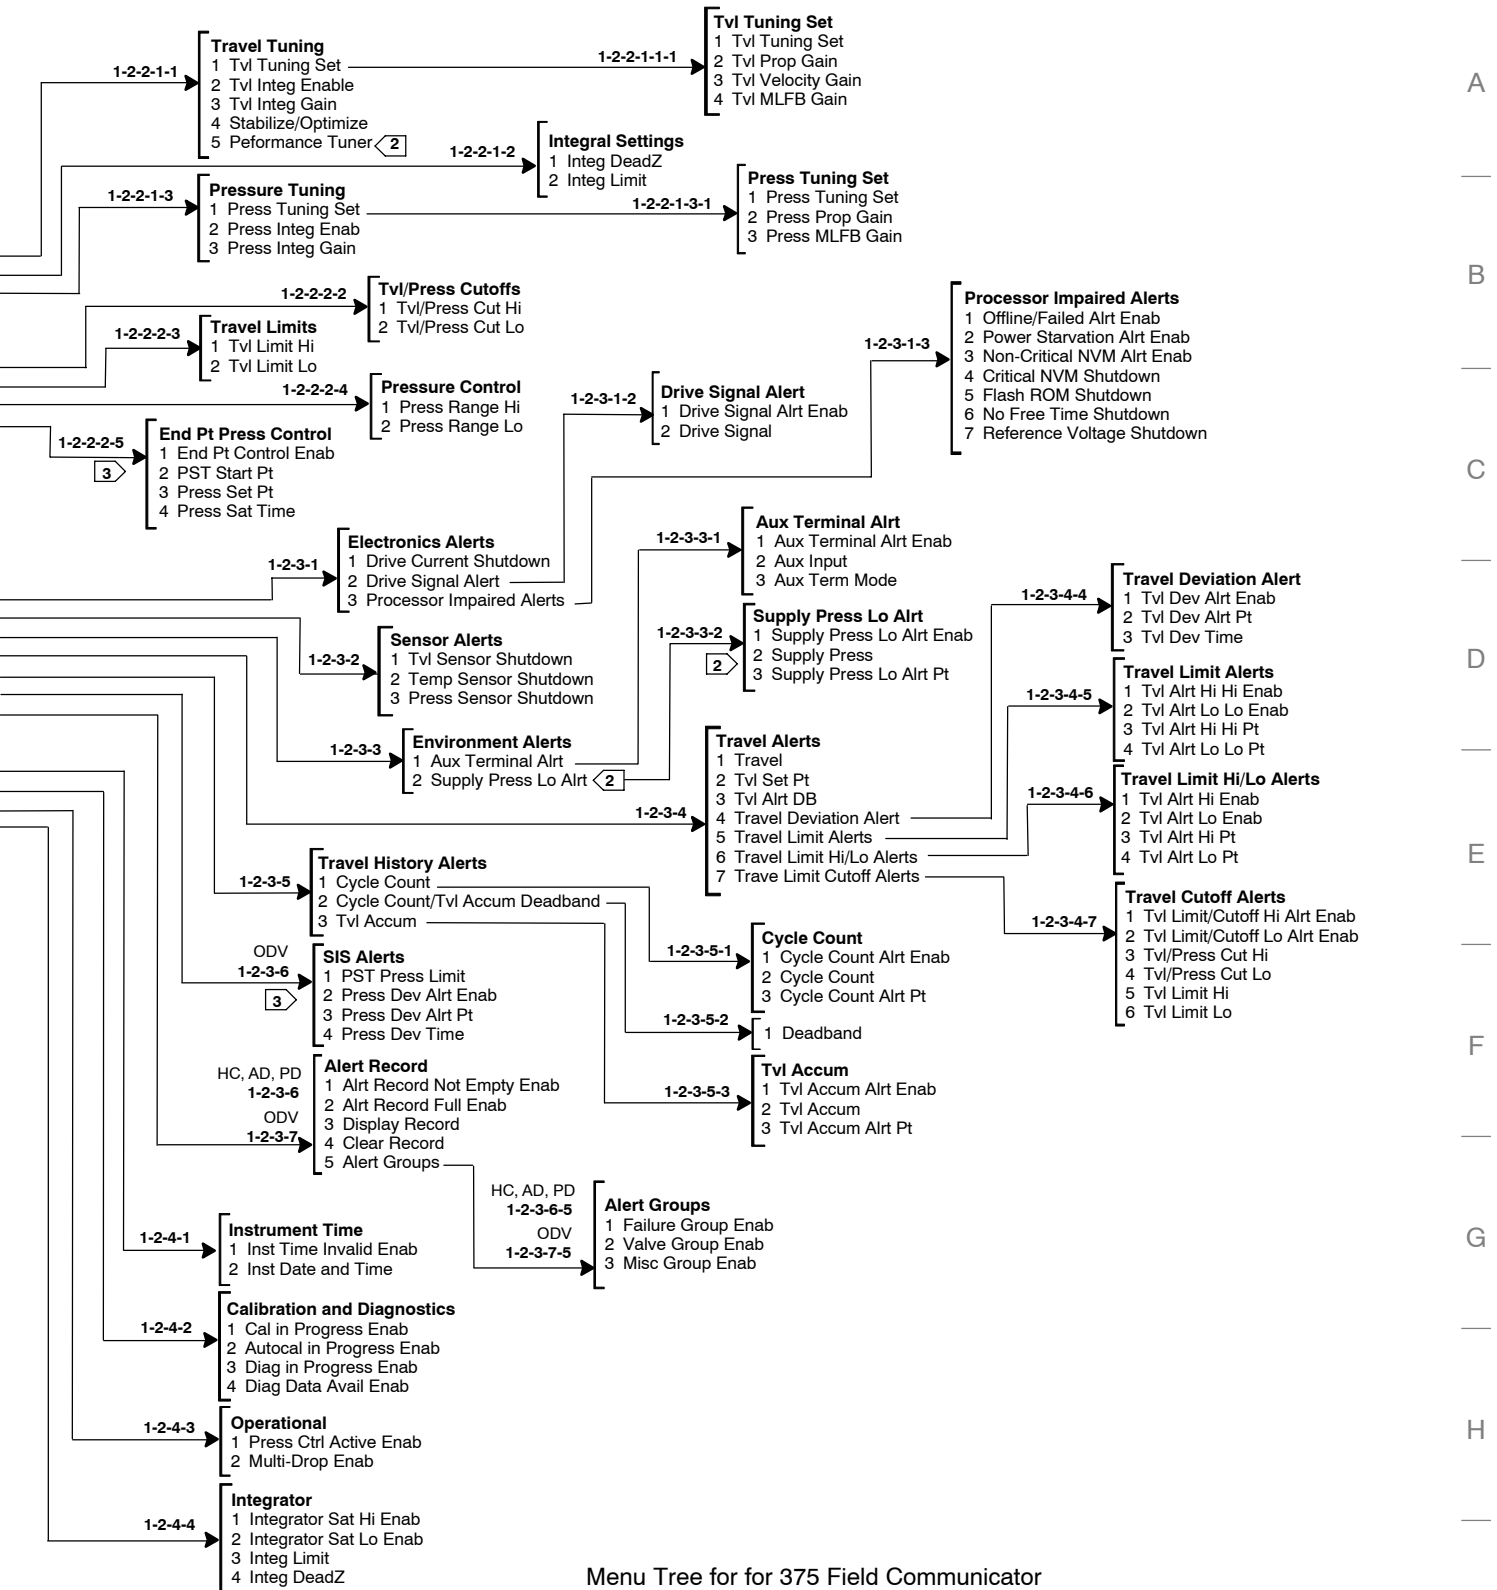 1-2-2-1-1
Travel Tuning
1 Tvl Tuning Set
2 Tvl Integ Enable
3 Tvl Integ Gain
4 Stabilize/Optimize
5 Peformance Tuner
2
1-2-2-1-1-1
Tvl Tuning Set
1 Tvl Tuning Set
2 Tvl Prop Gain
3 Tvl Velocity Gain
4 Tvl MLFB Gain
A
1-2-2-1-2
Integral Settings
1 Integ DeadZ
2 Integ Limit
1-2-2-1-3
Pressure Tuning
1 Press Tuning Set
2 Press Integ Enab
3 Press Integ Gain
1-2-2-1-3-1
Press Tuning Set
1 Press Tuning Set
2 Press Prop Gain
3 Press MLFB Gain
B
1-2-2-2-2
Tvl/Press Cutoffs
1 Tvl/Press Cut Hi
2 Tvl/Press Cut Lo
1-2-2-2-3
Travel Limits
1 Tvl Limit Hi
2 Tvl Limit Lo
1-2-2-2-4
Pressure Control
1 Press Range Hi
2 Press Range Lo
1-2-3-1-2
Drive Signal Alert
1 Drive Signal Alrt Enab
2 Drive Signal
1-2-3-1-3
Processor Impaired Alerts
1 Offline/Failed Alrt Enab
2 Power Starvation Alrt Enab
3 Non-Critical NVM Alrt Enab
4 Critical NVM Shutdown
5 Flash ROM Shutdown
6 No Free Time Shutdown
7 Reference Voltage Shutdown
1-2-2-2-5
3
End Pt Press Control
1 End Pt Control Enab
2 PST Start Pt
3 Press Set Pt
4 Press Sat Time
C
1-2-3-1
Electronics Alerts
1 Drive Current Shutdown
2 Drive Signal Alert
3 Processor Impaired Alerts
1-2-3-3-1
Aux Terminal Alrt
1 Aux Terminal Alrt Enab
2 Aux Input
3 Aux Term Mode
1-2-3-4-4
Travel Deviation Alert
1 Tvl Dev Alrt Enab
2 Tvl Dev Alrt Pt
3 Tvl Dev Time
1-2-3-2
Sensor Alerts
1 Tvl Sensor Shutdown
2 Temp Sensor Shutdown
3 Press Sensor Shutdown
1-2-3-3-2
2
Supply Press Lo Alrt
1 Supply Press Lo Alrt Enab
2 Supply Press
3 Supply Press Lo Alrt Pt
D
1-2-3-4-5
Travel Limit Alerts
1 Tvl Alrt Hi Hi Enab
2 Tvl Alrt Lo Lo Enab
3 Tvl Alrt Hi Hi Pt
4 Tvl Alrt Lo Lo Pt
1-2-3-3
Environment Alerts
1 Aux Terminal Alrt
2 Supply Press Lo Alrt
2
1-2-3-4
Travel Alerts
1 Travel
2 Tvl Set Pt
3 Tvl Alrt DB
4 Travel Deviation Alert
5 Travel Limit Alerts
6 Travel Limit Hi/Lo Alerts
7 Trave Limit Cutoff Alerts
1-2-3-4-6
Travel Limit Hi/Lo Alerts
1 Tvl Alrt Hi Enab
2 Tvl Alrt Lo Enab
3 Tvl Alrt Hi Pt
4 Tvl Alrt Lo Pt
E
1-2-3-5
Travel History Alerts
1 Cycle Count
2 Cycle Count/Tvl Accum Deadband
3 Tvl Accum
1-2-3-4-7
Travel Cutoff Alerts
1 Tvl Limit/Cutoff Hi Alrt Enab
2 Tvl Limit/Cutoff Lo Alrt Enab
3 Tvl/Press Cut Hi
4 Tvl/Press Cut Lo
5 Tvl Limit Hi
6 Tvl Limit Lo
1-2-3-5-1
Cycle Count
1 Cycle Count Alrt Enab
2 Cycle Count
3 Cycle Count Alrt Pt
ODV
1-2-3-6
3
SIS Alerts
1 PST Press Limit
2 Press Dev Alrt Enab
3 Press Dev Alrt Pt
4 Press Dev Time
1-2-3-5-2
1 Deadband
F
HC, AD, PD
1-2-3-6
ODV
1-2-3-7
Alert Record
1 Alrt Record Not Empty Enab
2 Alrt Record Full Enab
3 Display Record
4 Clear Record
5 Alert Groups
1-2-3-5-3
Tvl Accum
1 Tvl Accum Alrt Enab
2 Tvl Accum
3 Tvl Accum Alrt Pt
HC, AD, PD
1-2-3-6-5
ODV
1-2-3-7-5
Alert Groups
1 Failure Group Enab
2 Valve Group Enab
3 Misc Group Enab
G
1-2-4-1
Instrument Time
1 Inst Time Invalid Enab
2 Inst Date and Time
1-2-4-2
Calibration and Diagnostics
1 Cal in Progress Enab
2 Autocal in Progress Enab
3 Diag in Progress Enab
4 Diag Data Avail Enab
1-2-4-3
Operational
1 Press Ctrl Active Enab
2 Multi-Drop Enab
H
1-2-4-4
Integrator
1 Integrator Sat Hi Enab
2 Integrator Sat Lo Enab
3 Integ Limit
4 Integ DeadZ
Menu Tree for for 375 Field Communicator